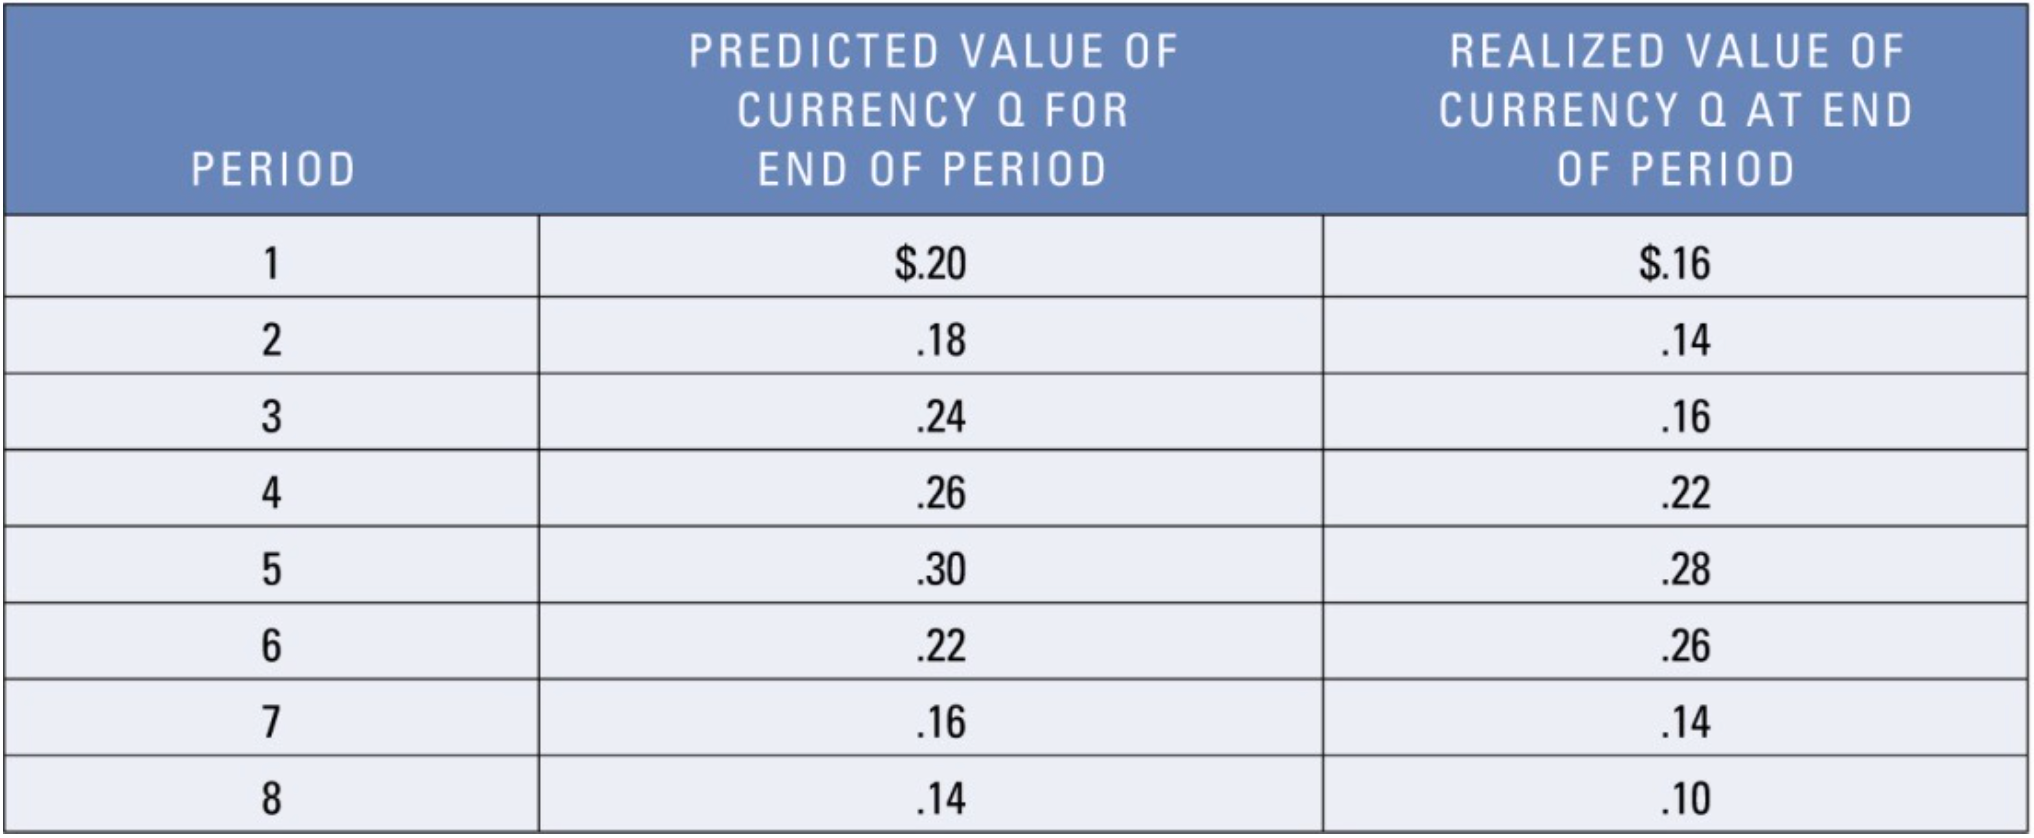 PERIOD PREDICTED VALUE OF CURRENCY Q FOR END OF PERIOD REALIZED VALUE OF CURRENCY Q AT END OF PERIOD
1 $.20 $.16
2 .18 .14
3 .24 .16
4 .26 .22
5 .30 .28
6 .22 .26
7 .16 .14
8 .14 .10